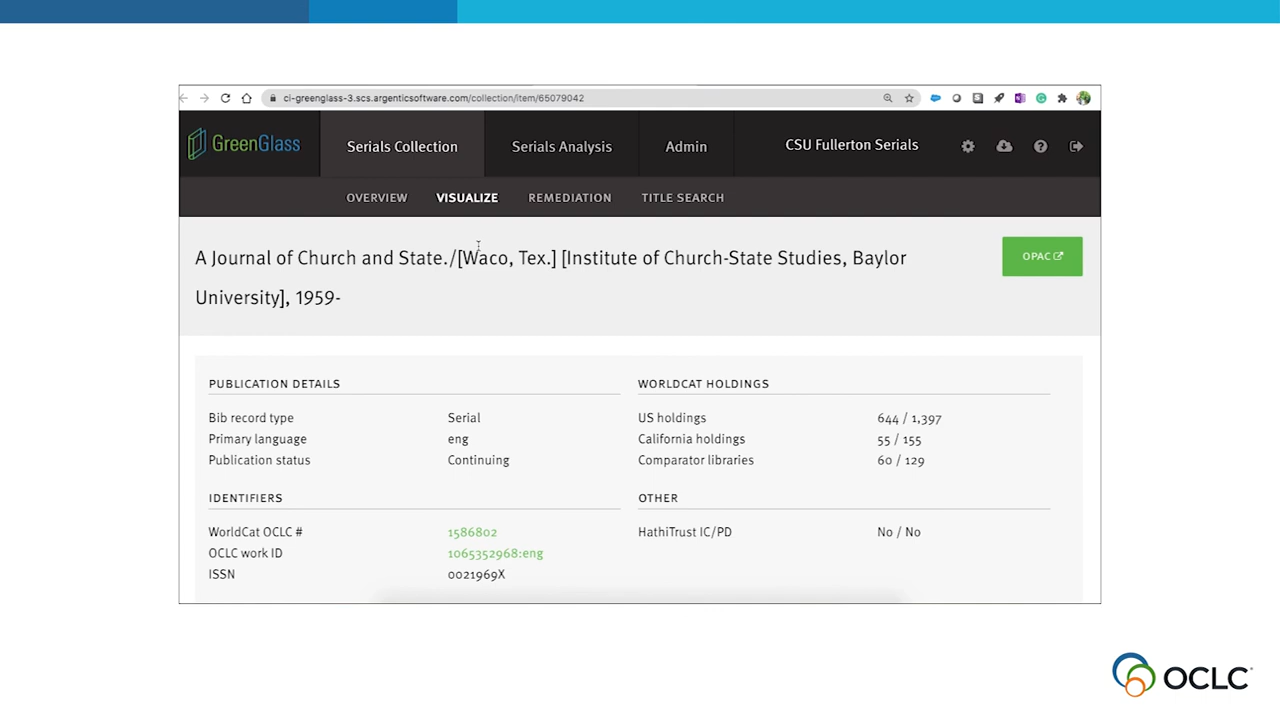 ci-greenglass-3.scs.argenticsoftware.com/collection/item/65079042
GreenGlass
Serials Collection
Serials Analysis
Admin
CSU Fullerton Serials
OVERVIEW
VISUALIZE
REMEDIATION
TITLE SEARCH
A Journal of Church and State./[Waco, Tex.] [Institute of Church-State Studies, Baylor
University], 1959-
OPAC
PUBLICATION DETAILS
Bib record type Serial
Primary language eng
Publication status Continuing
WORLDCAT HOLDINGS
US holdings 644 / 1,397
California holdings 55 / 155
Comparator libraries 60 / 129
IDENTIFIERS
WorldCat OCLC # 1586802
OCLC work ID 1065352968:eng
ISSN 0021969X
OTHER
HathiTrust IC/PD No / No
OCLC